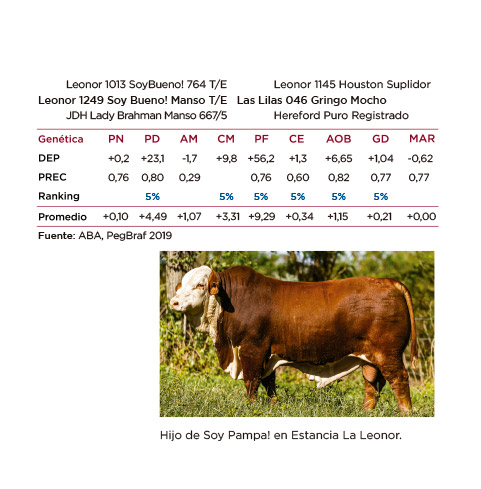 Leonor 1013 SoyBueno! 764 T/E Leonor 1145 Houston Suplidor
Leonor 1249 Soy Bueno! Manso T/E Las Lilas 046 Gringo Mocho
JDH Lady Brahman Manso 667/5 Hereford Puro Registrado
Genética PN PD AM CM PF CE AOB GD MAR
DEP +0,2 +23,1 -1,7 +9,8 +56,2 +1,3 +6,65 +1,04 -0,62
PREC 0,76 0,80 0,29 0,76 0,60 0,82 0,77 0,77
Ranking 5% 5% 5% 5% 5% 5%
Promedio +0,10 +4,49 +1,07 +3,31 +9,29 +0,34 +1,15 +0,21 +0,00
Fuente: ABA, PegBraf 2019
Hijo de Soy Pampa! en Estancia La Leonor.